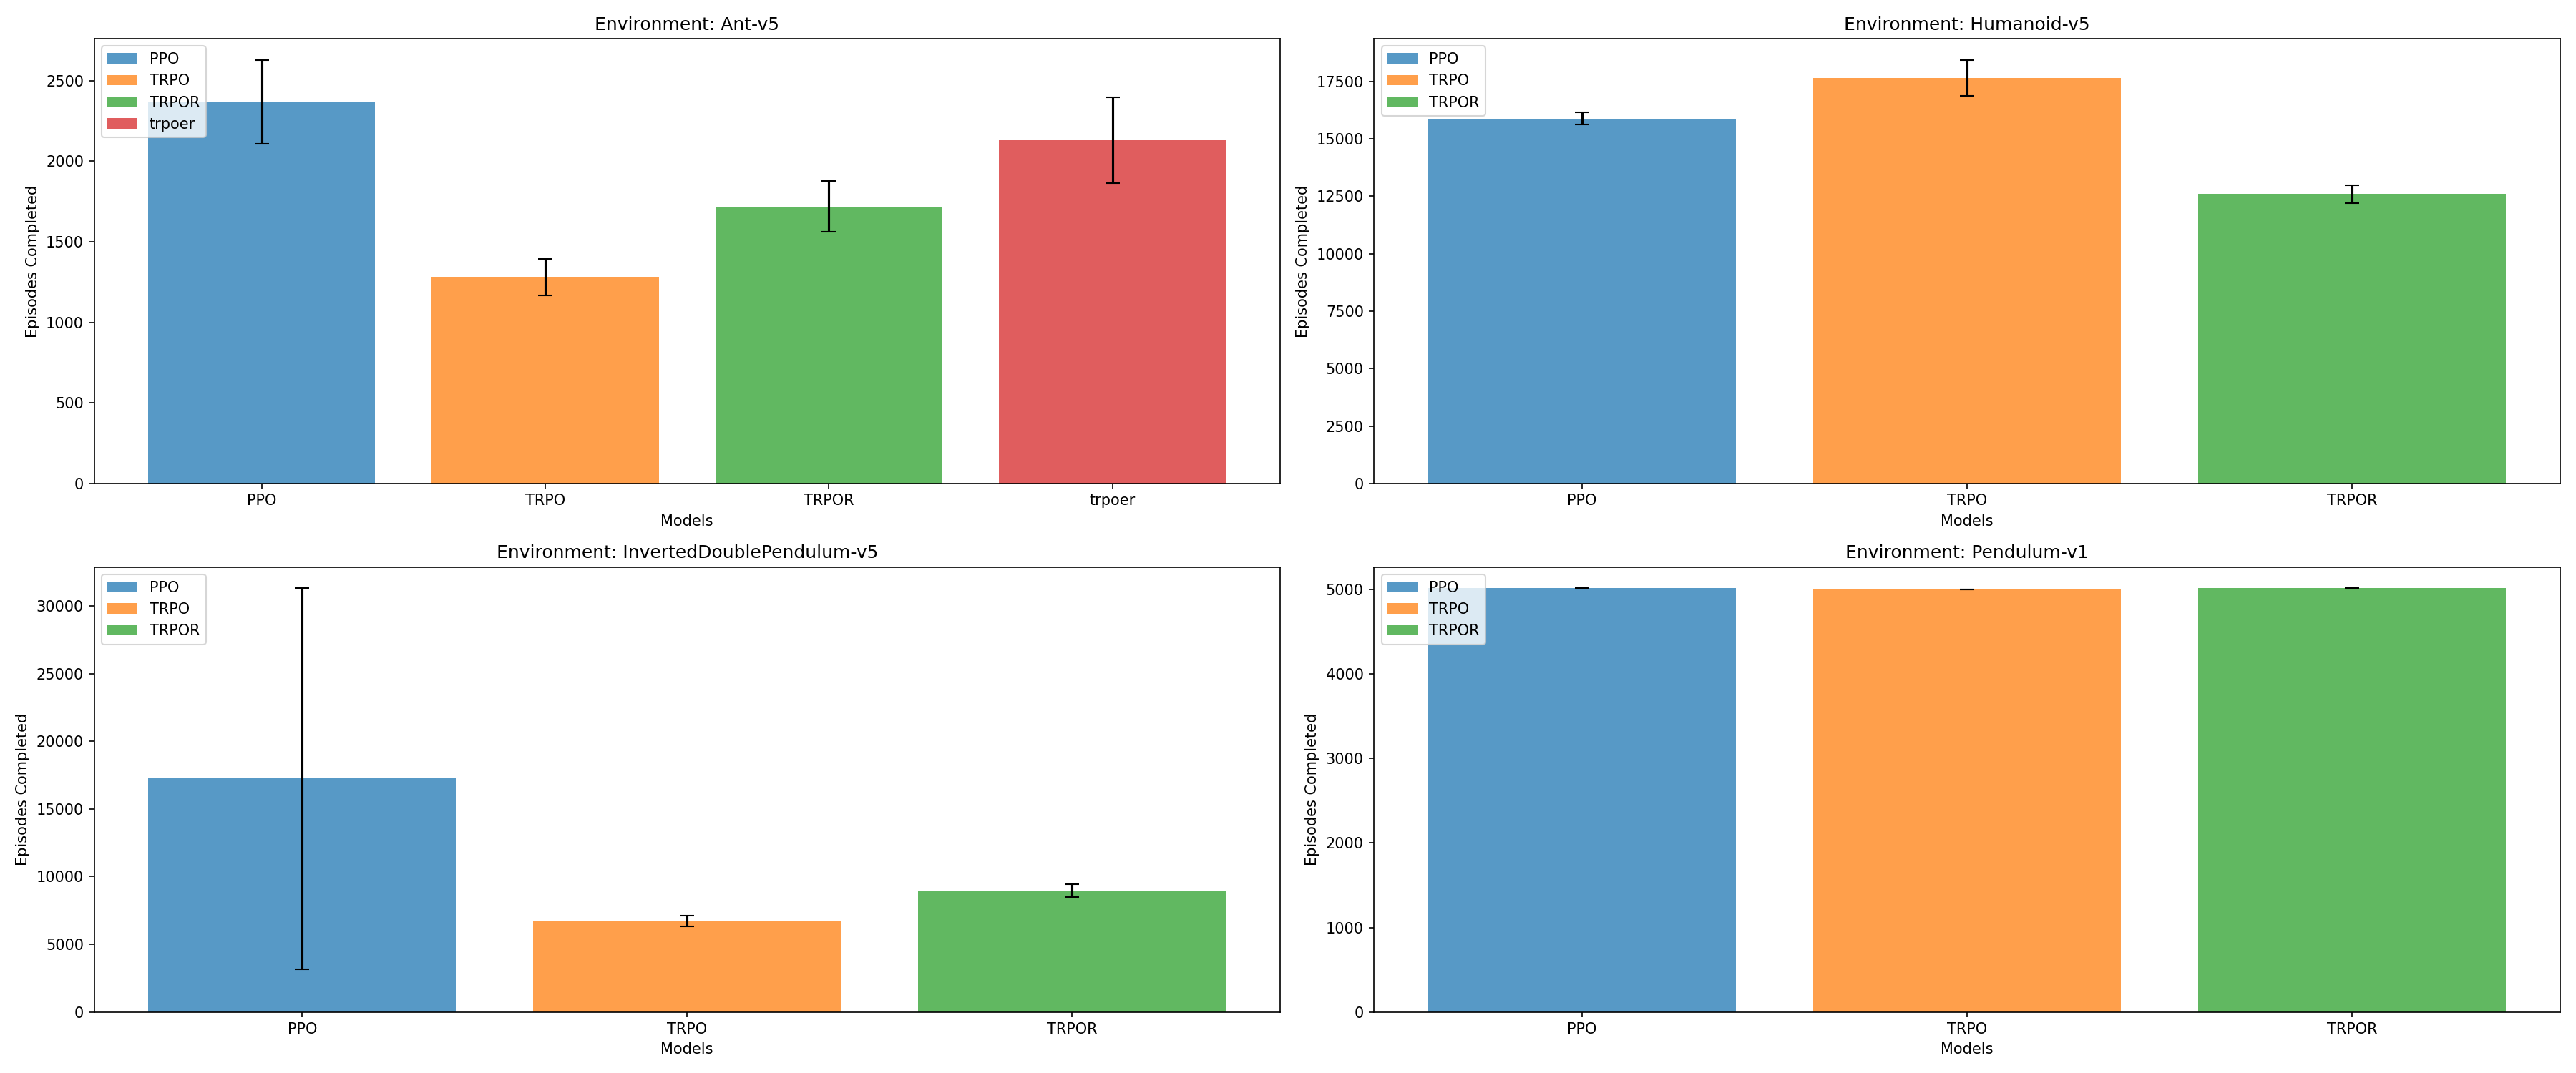 Environment: Ant-v5
PPO
TRPO
TRPOR
trpoer
Episodes Completed
2500
2000
1500
1000
500
0
PPO TRPO TRPOR trpoer
Models
Environment: Humanoid-v5
PPO
TRPO
TRPOR
Episodes Completed
17500
15000
12500
10000
7500
5000
2500
0
PPO TRPO TRPOR
Models
Environment: InvertedDoublePendulum-v5
PPO
TRPO
TRPOR
Episodes Completed
30000
25000
20000
15000
10000
5000
0
PPO TRPO TRPOR
Models
Environment: Pendulum-v1
PPO
TRPO
TRPOR
Episodes Completed
5000
4000
3000
2000
1000
0
PPO TRPO TRPOR
Models